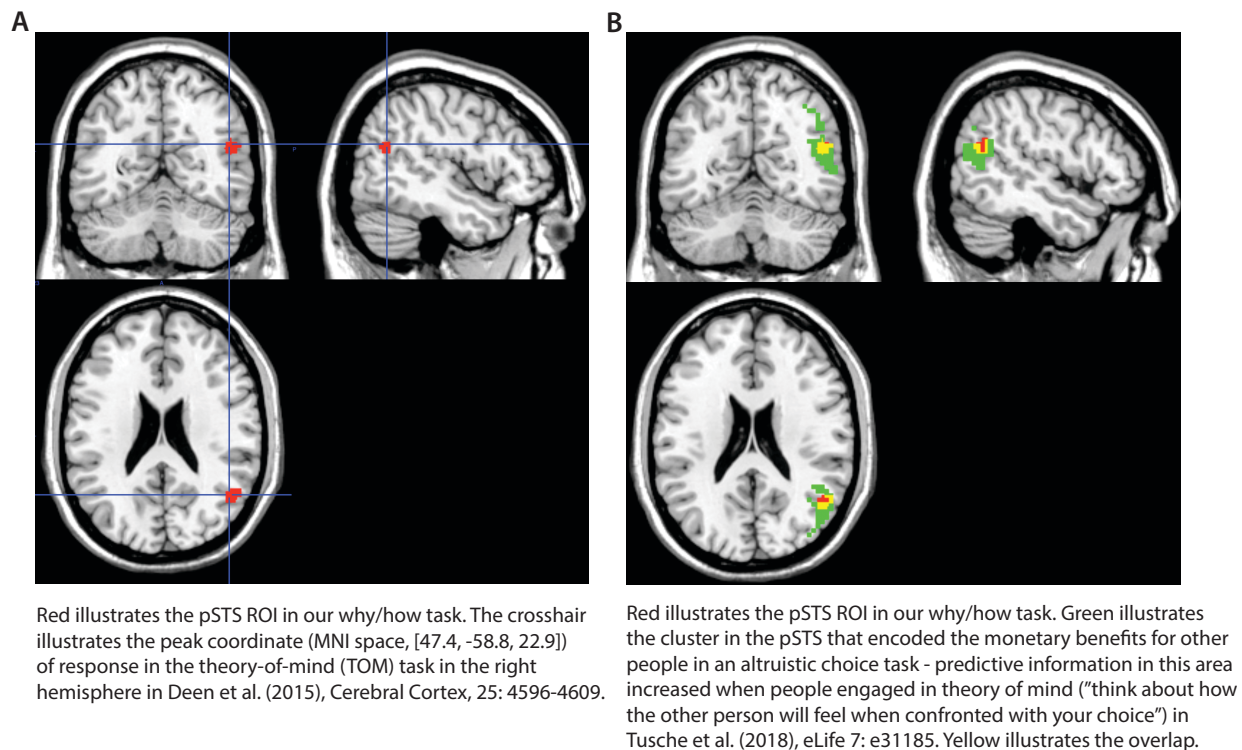 A
B
Red illustrates the pSTS ROI in our why/how task. The crosshair
illustrates the peak coordinate (MNI space, [47.4, -58.8, 22.9])
of response in the theory-of-mind (TOM) task in the right
hemisphere in Deen et al. (2015), Cerebral Cortex, 25: 4596-4609.
Red illustrates the pSTS ROI in our why/how task. Green illustrates
the cluster in the pSTS that encoded the monetary benefits for other
people in an altruistic choice task - predictive information in this area
increased when people engaged in theory of mind (”think about how
the other person will feel when confronted with your choice”) in
Tusche et al. (2018), eLife 7: e31185. Yellow illustrates the overlap.